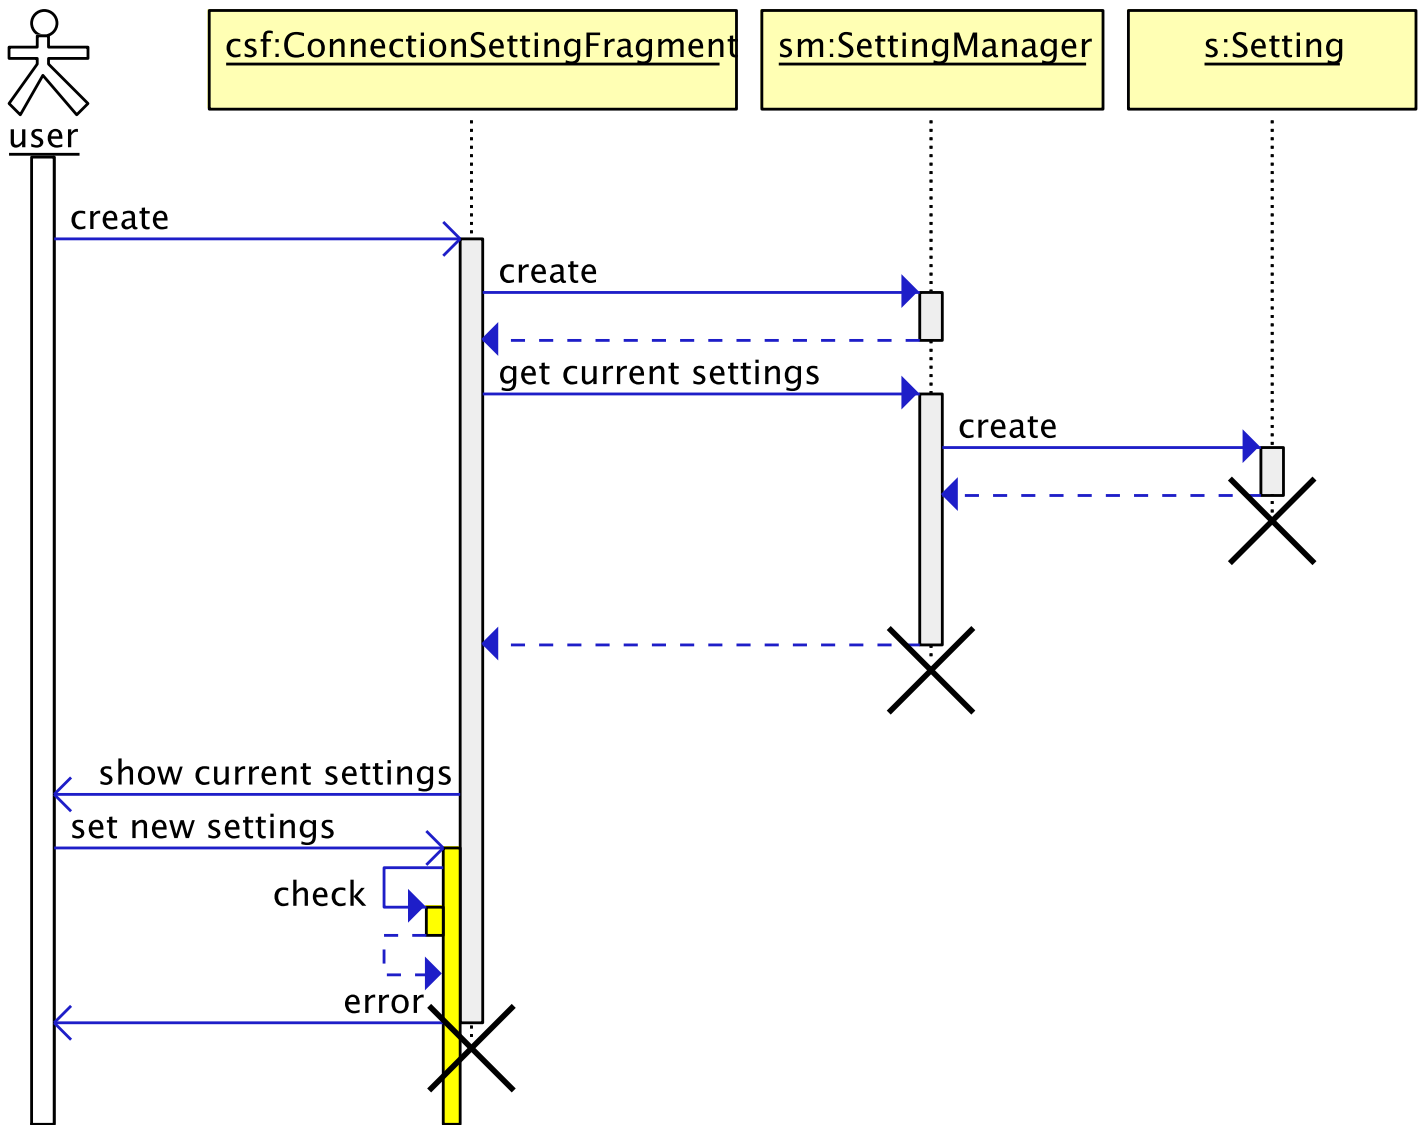 csf:ConnectionSettingFragment
sm:SettingManager
s:Setting
user
create
create
get current settings
create
show current settings
set new settings
check
error